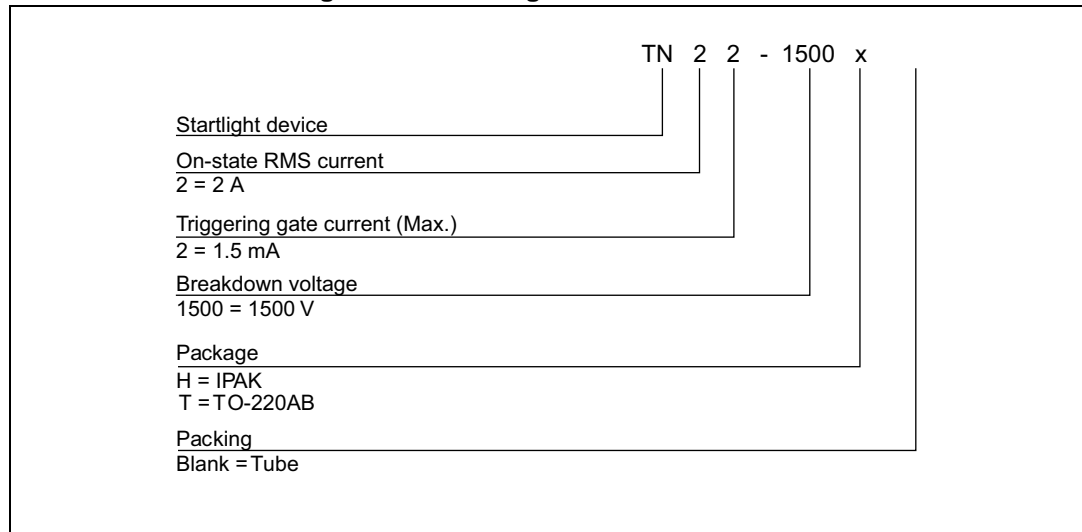 TN 2 2 - 1500 x
Startlight device
On-state RMS current
2 = 2 A
Triggering gate current (Max.)
2 = 1.5 mA
Breakdown voltage
1500 = 1500 V
Package
H = IPAK
T = TO-220AB
Packing
Blank = Tube